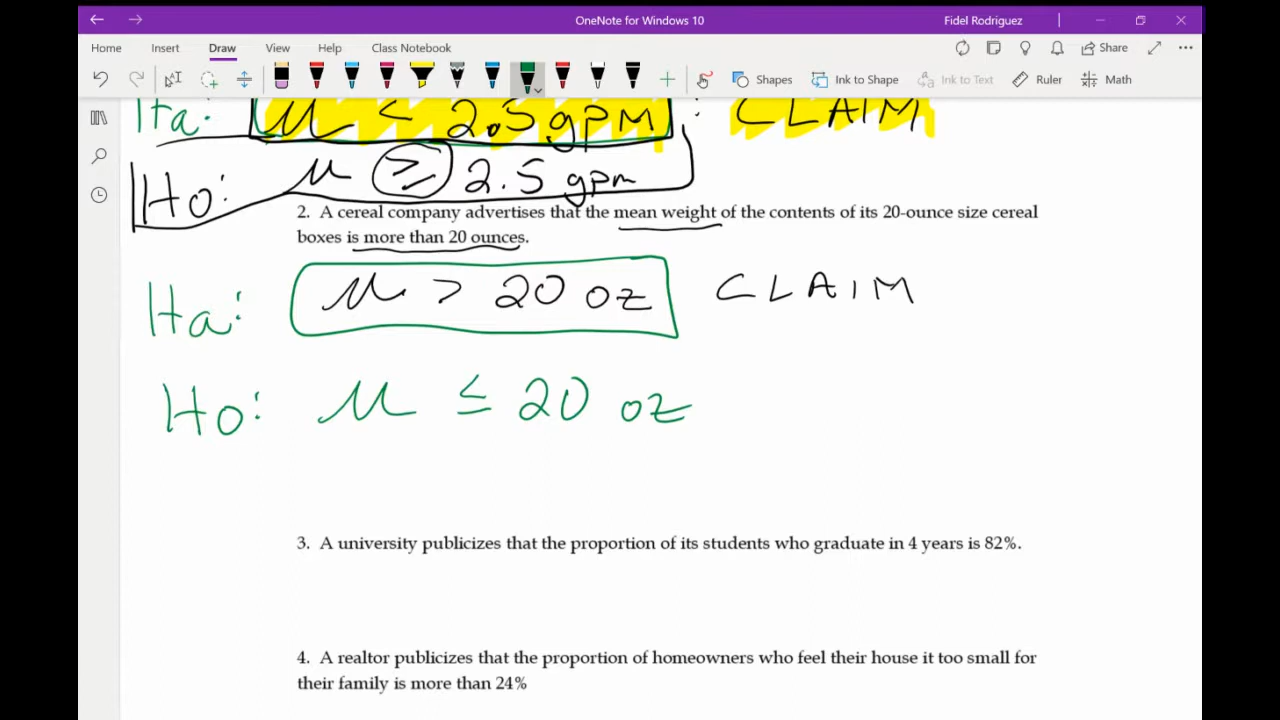 OneNote for Windows 10
Fidel Rodriguez
Home Insert Draw View Help Class Notebook Share
Shapes Ink to Shape Ink to Text Ruler Math
Ha: μ < 2.5 gpm : CLAIM
Ho: μ ≥ 2.5 gpm
2. A cereal company advertises that the mean weight of the contents of its 20-ounce size cereal
boxes is more than 20 ounces.
Ha: μ > 20 oz CLAIM
Ho: μ ≤ 20 oz
3. A university publicizes that the proportion of its students who graduate in 4 years is 82%.
4. A realtor publicizes that the proportion of homeowners who feel their house it too small for
their family is more than 24%